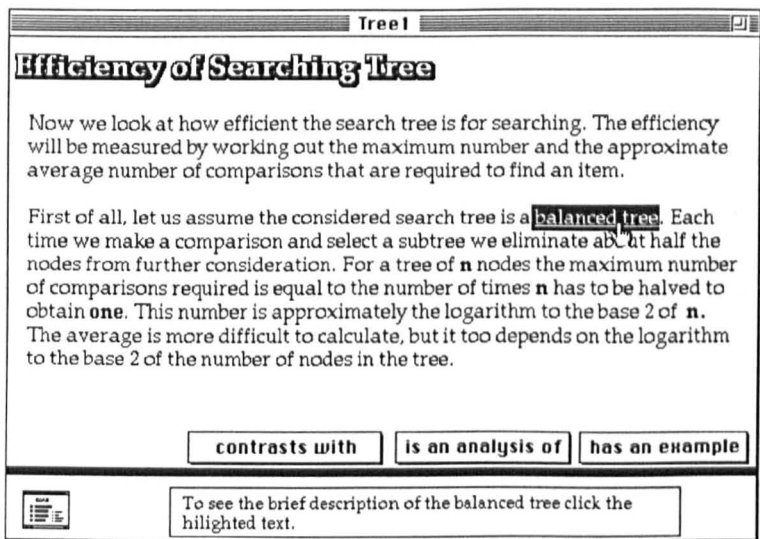 Tree1
Efficiency of Searching Tree
Now we look at how efficient the search tree is for searching. The efficiency
will be measured by working out the maximum number and the approximate
average number of comparisons that are required to find an item.
First of all, let us assume the considered search tree is a balanced tree. Each
time we make a comparison and select a subtree we eliminate about half the
nodes from further consideration. For a tree of n nodes the maximum number
of comparisons required is equal to the number of times n has to be halved to
obtain one. This number is approximately the logarithm to the base 2 of n.
The average is more difficult to calculate, but it too depends on the logarithm
to the base 2 of the number of nodes in the tree.
contrasts with is an analysis of has an example
To see the brief description of the balanced tree click the
hilighted text.